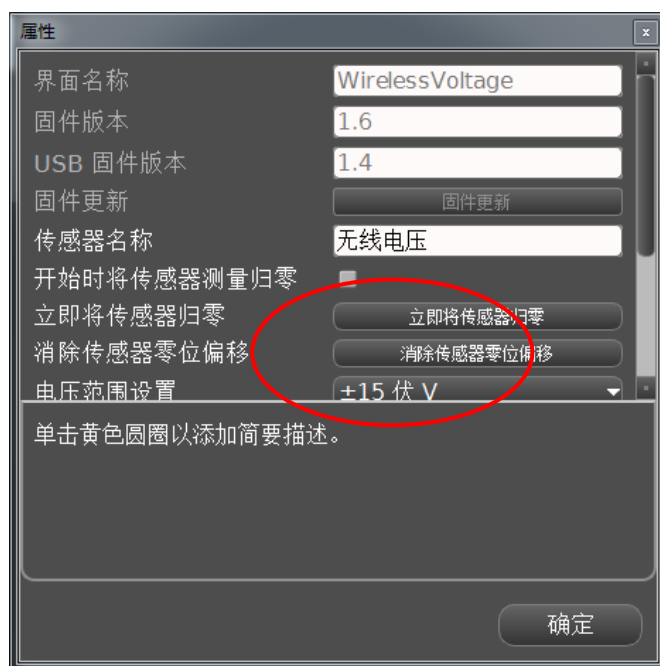 属性
界面名称 WirelessVoltage
固件版本 1.6
USB 固件版本 1.4
固件更新 固件更新
传感器名称 无线电压
开始时将传感器测量归零
立即将传感器归零 立即将传感器归零
消除传感器零位偏移 消除传感器零位偏移
电压范围设置 ±15 伏 V
单击黄色圆圈以添加简要描述。
确定